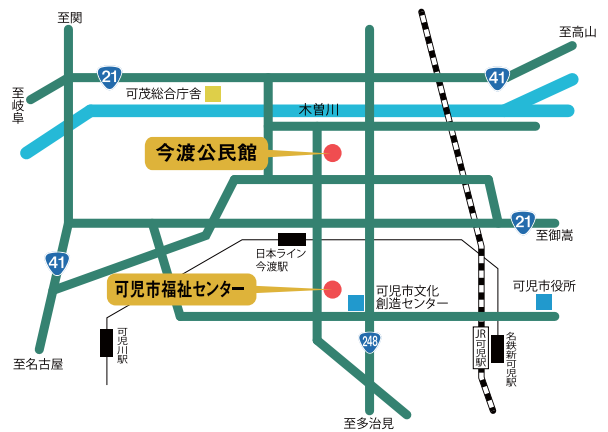 至関
至高山
21
41
至岐阜
可茂総合庁舎
木曽川
今渡公民館
21
至御嵩
日本ライン
今渡駅
41
可児市福祉センター
可児市文化
創造センター
可児市役所
可児川駅
248
JR可児駅
名鉄新可児駅
至名古屋
至多治見